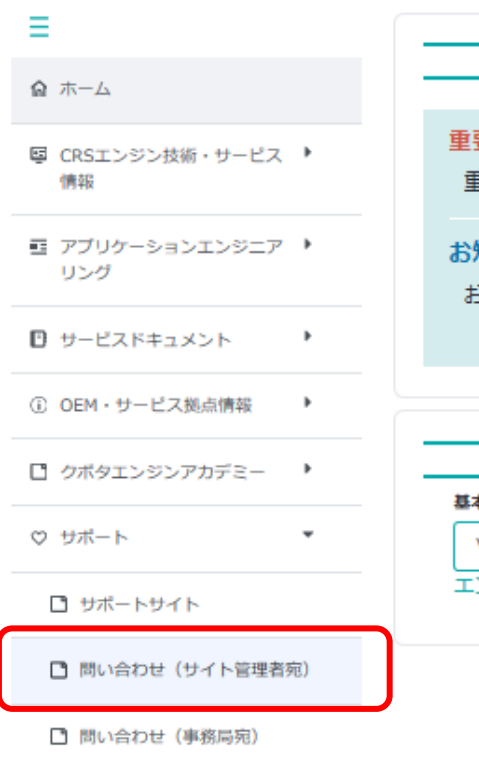 ホーム
CRSエンジン技術・サービス
情報
アプリケーションエンジニア
リング
サービスドキュメント
OEM・サービス拠点情報
クボタエンジンアカデミー
サポート
サポートサイト
問い合わせ（サイト管理者宛）
問い合わせ（事務局宛）
重
重
お
お
基本
エ